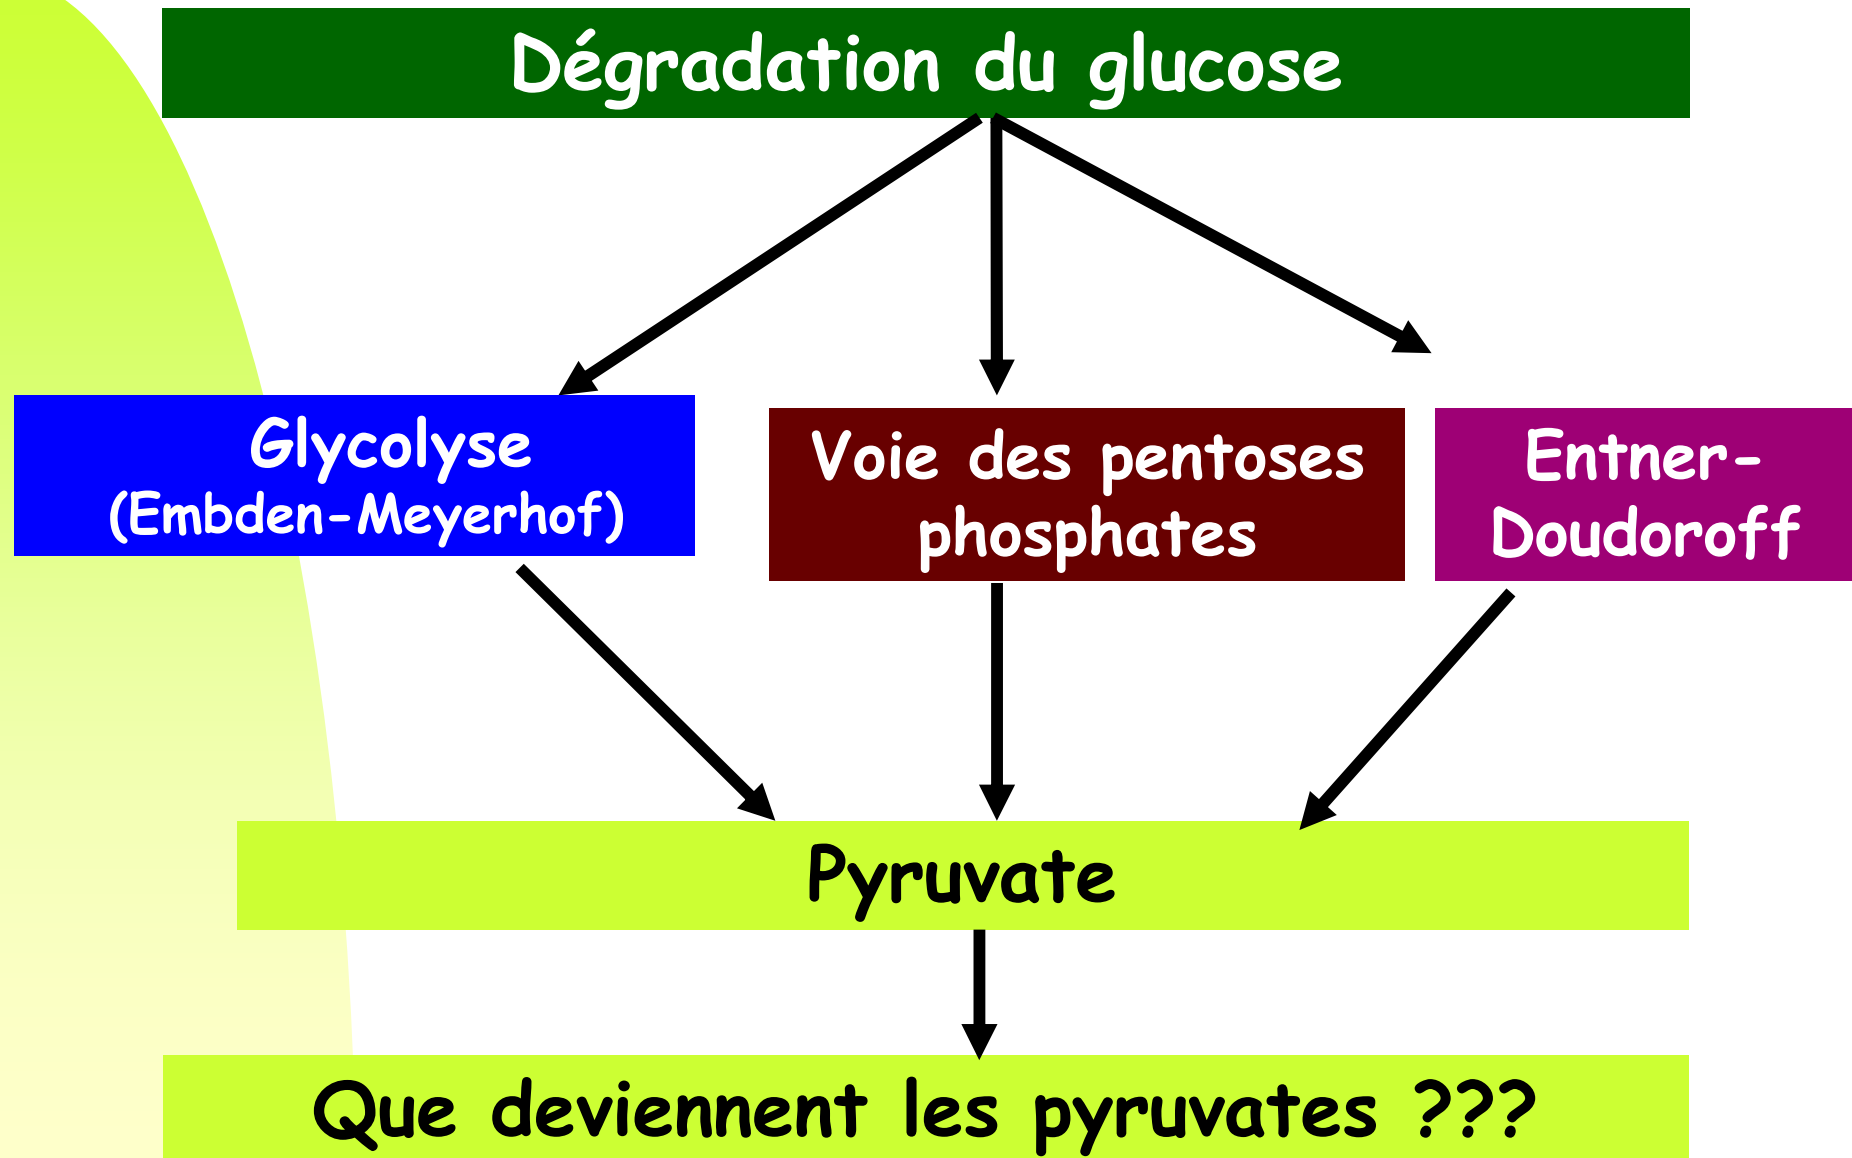 Dégradation du glucose
Glycolyse
(Embden-Meyerhof)
Voie des pentoses
phosphates
Entner-
Doudoroff
Pyruvate
Que deviennent les pyruvates ???